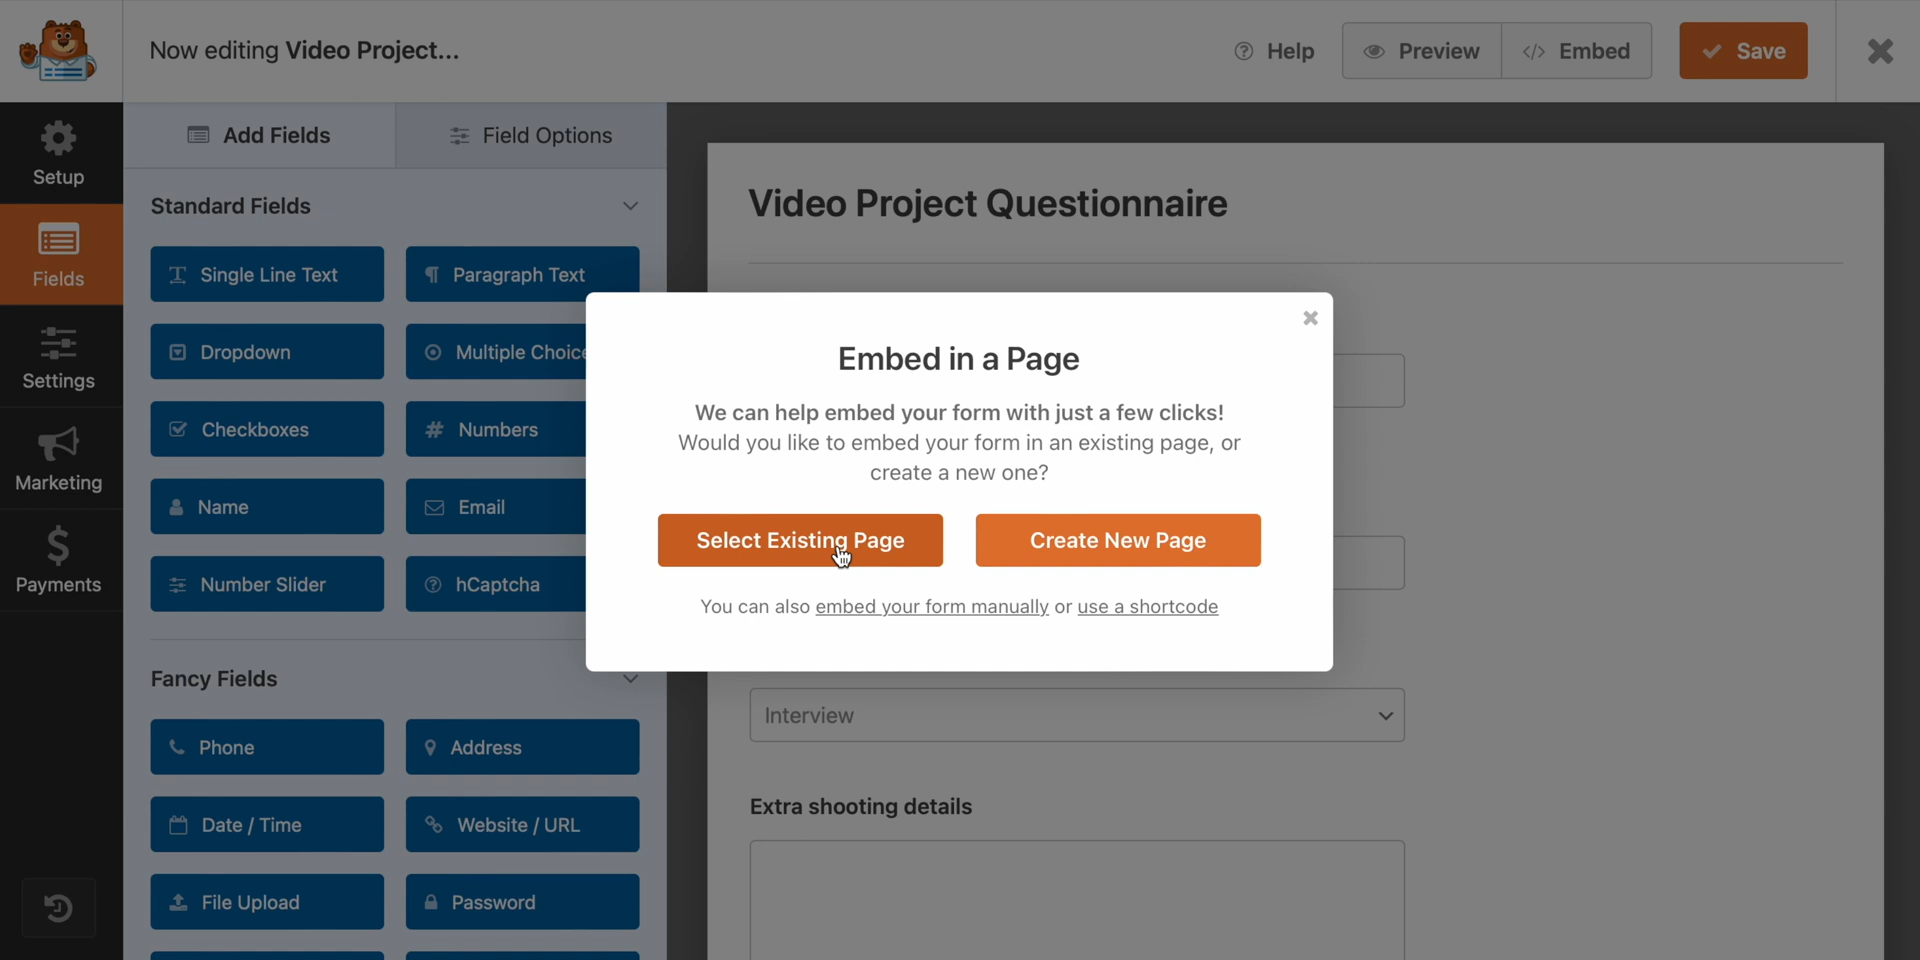 Now editing Video Project...
Help
Preview
</> Embed
Save
Setup
Fields
Settings
Marketing
Payments
Add Fields
Field Options
Standard Fields
Single Line Text
Paragraph Text
Dropdown
Multiple Choice
Checkboxes
Numbers
Name
Email
Number Slider
hCaptcha
Fancy Fields
Phone
Address
Date / Time
Website / URL
File Upload
Password
Video Project Questionnaire
Embed in a Page
We can help embed your form with just a few clicks!
Would you like to embed your form in an existing page, or
create a new one?
Select Existing Page
Create New Page
You can also embed your form manually or use a shortcode
Interview
Extra shooting details